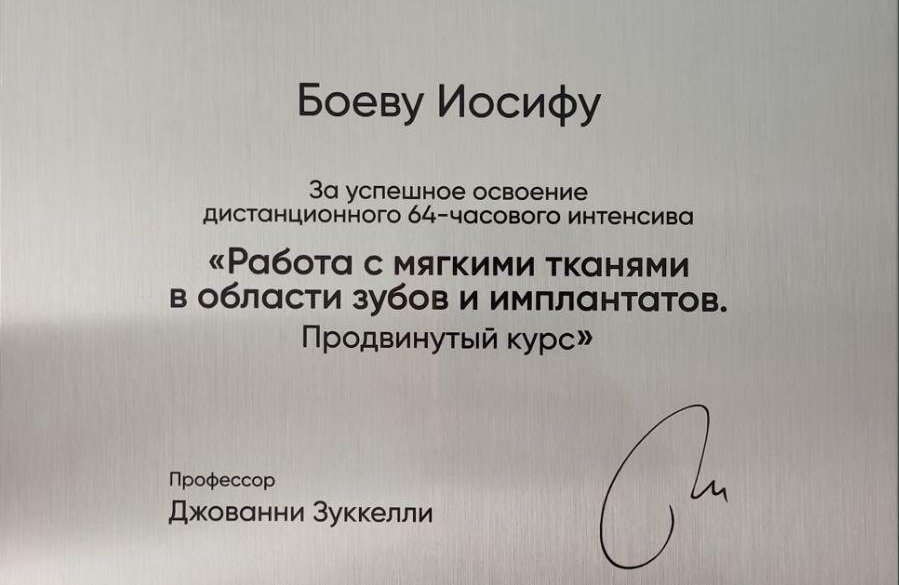 Боеву Иосифу
За успешное освоение
дистанционного 64-часового интенсива
«Работа с мягкими тканями
в области зубов и имплантатов.
Продвинутый курс»
Профессор
Джованни Зуккелли